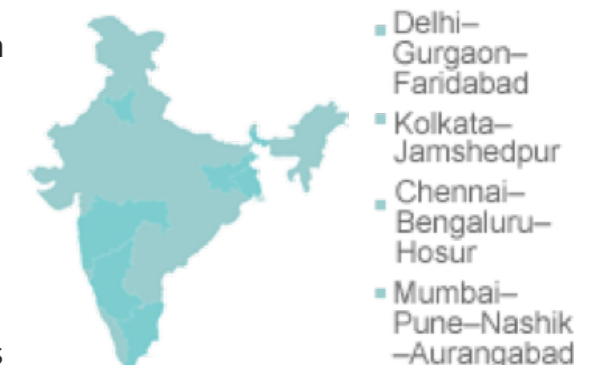 n
Delhi–
Gurgaon–
Faridabad
Kolkata–
Jamshedpur
Chennai–
Bengaluru–
Hosur
Mumbai–
Pune–Nashik
–Aurangabad
s